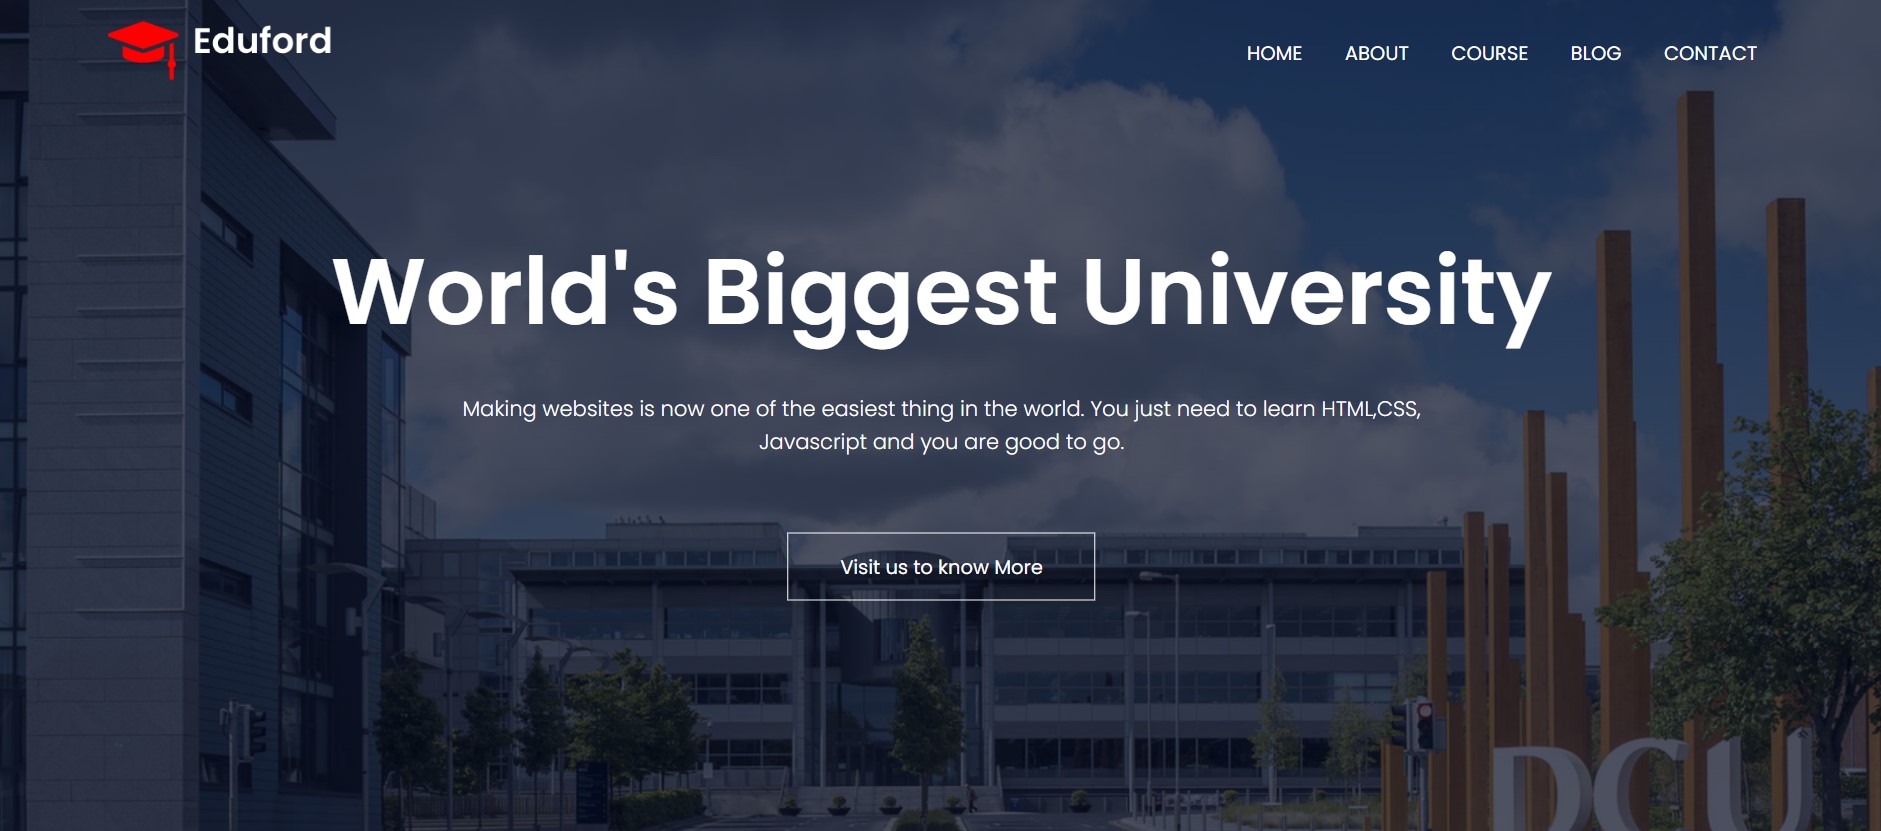 Eduford
HOME ABOUT COURSE BLOG CONTACT
World's Biggest University
Making websites is now one of the easiest thing in the world. You just need to learn HTML,CSS,
Javascript and you are good to go.
Visit us to know More
DCU